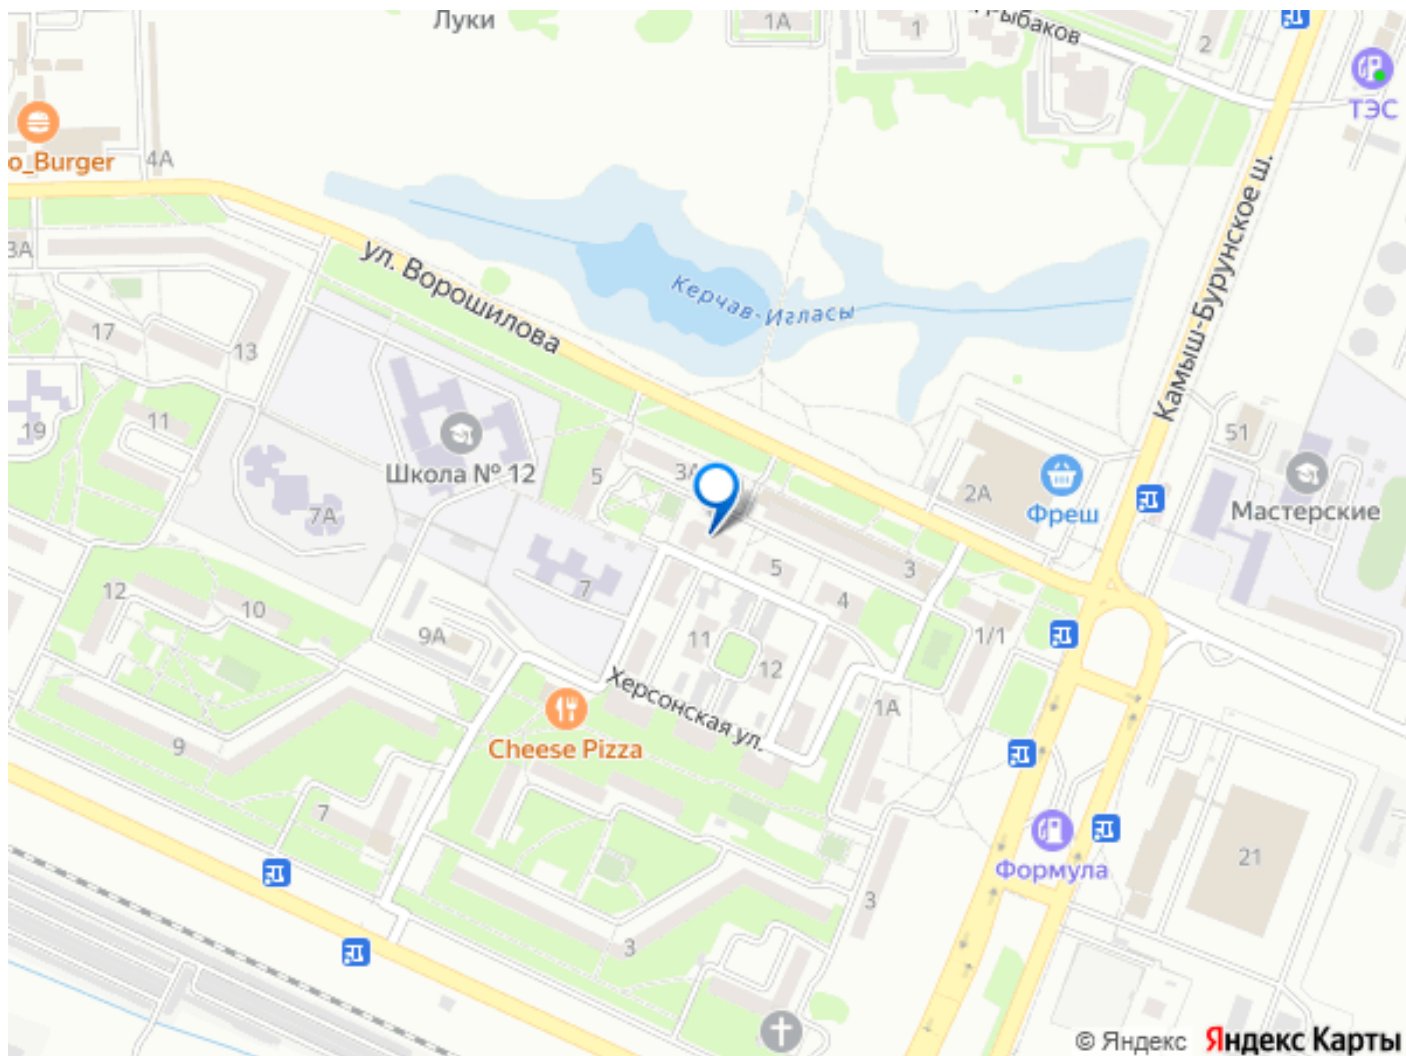 Луки
1А
1
Рыбаков
2
ТЭС
o_Burger
4А
3А
ул. Ворошилова
Керчав-Игласы
Камыш-Бурунское ш.
17
13
11
19
Школа № 12
7А
5
3А
2А
Фреш
51
Мастерские
12
10
7
5
4
3
9А
11
12
1/1
Херсонская ул.
1А
Cheese Pizza
9
7
Формула
21
3
3
© Яндекс
Яндекс Карты